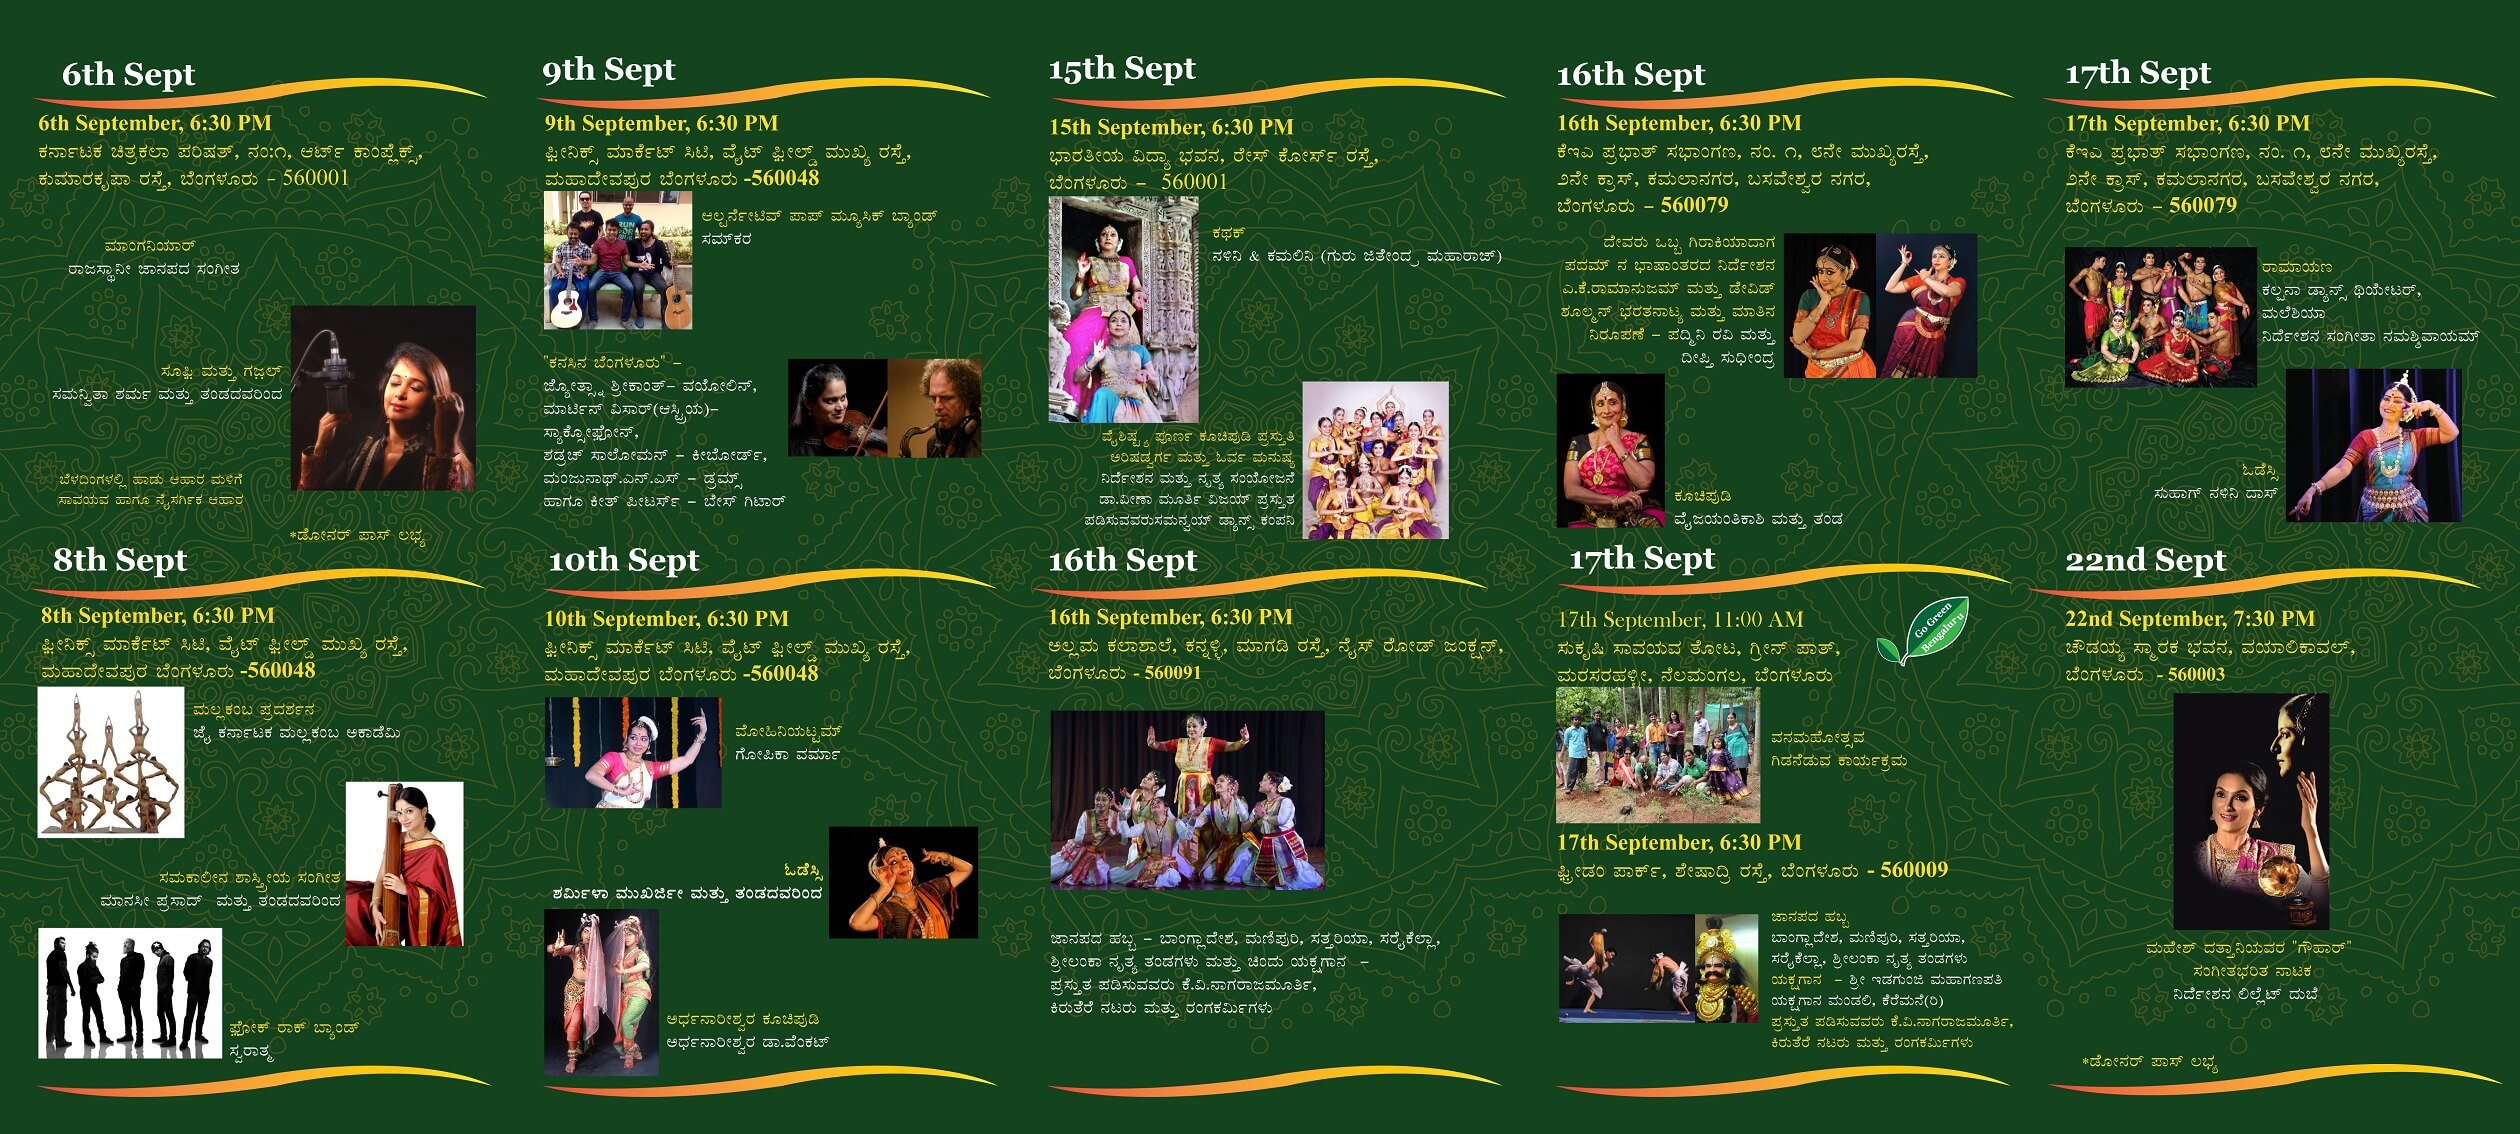 6th Sept
6th September, 6:30 PM
ಕರ್ನಾಟಕ ಚಿತ್ರಕಲಾ ಪರಿಷತ್, ನಂ:೧, ಆರ್ಟ್ ಕಾಂಪ್ಲೆಕ್ಸ್,
ಕುಮಾರಕೃಪಾ ರಸ್ತೆ, ಬೆಂಗಳೂರು – 560001
ಮಾಂಗನಿಯಾರ್
ರಾಜಸ್ಥಾನೀ ಜಾನಪದ ಸಂಗೀತ
ಸೂಫಿ ಮತ್ತು ಗಜ಼ಲ್
ಸಮನ್ವಿತಾ ಶರ್ಮ ಮತ್ತು ತಂಡದವರಿಂದ
ಬೆಳದಿಂಗಳಲ್ಲಿ ಹಾಡು ಆಹಾರ ಮಳಿಗೆ
ಸಾವಯವ ಹಾಗೂ ನೈಸರ್ಗಿಕ ಆಹಾರ
*ಡೋನರ್ ಪಾಸ್ ಲಭ್ಯ
8th Sept
8th September, 6:30 PM
ಫ಼ೀನಿಕ್ಸ್ ಮಾರ್ಕೆಟ್ ಸಿಟಿ, ವೈಟ್ ಫ಼ೀಲ್ಡ್ ಮುಖ್ಯ ರಸ್ತೆ,
ಮಹಾದೇವಪುರ ಬೆಂಗಳೂರು -560048
ಮಲ್ಲಕಂಬ ಪ್ರದರ್ಶನ
ಜೈ ಕರ್ನಾಟಕ ಮಲ್ಲಕಂಬ ಅಕಾಡೆಮಿ
ಸಮಕಾಲೀನ ಶಾಸ್ತ್ರೀಯ ಸಂಗೀತ
ಮಾನಸೀ ಪ್ರಸಾದ್ ಮತ್ತು ತಂಡದವರಿಂದ
ಫ಼ೋಕ್ ರಾಕ್ ಬ್ಯಾಂಡ್
ಸ್ವರಾತ್ಮ
9th Sept
9th September, 6:30 PM
ಫ಼ೀನಿಕ್ಸ್ ಮಾರ್ಕೆಟ್ ಸಿಟಿ, ವೈಟ್ ಫ಼ೀಲ್ಡ್ ಮುಖ್ಯ ರಸ್ತೆ,
ಮಹಾದೇವಪುರ ಬೆಂಗಳೂರು -560048
ಆಲ್ಟರ್ನೇಟಿವ್ ಪಾಪ್ ಮ್ಯೂಸಿಕ್ ಬ್ಯಾಂಡ್
ಸಮ್‌ಕರ
"ಕನಸಿನ ಬೆಂಗಳೂರು" –
ಜ್ಯೋತ್ಸ್ನಾ ಶ್ರೀಕಾಂತ್– ವಯೋಲಿನ್,
ಮಾರ್ಟಿನ್ ವಿಸಾರ್(ಆಸ್ಟ್ರಿಯ)–
ಸ್ಯಾಕ್ಸೋಫ಼ೋನ್,
ಶಡ್ರಚ್ ಸಾಲೋಮನ್ – ಕೀಬೋರ್ಡ್,
ಮಂಜುನಾಥ್.ಎನ್.ಎಸ್ – ಡ್ರಮ್ಸ್
ಹಾಗೂ ಕೀತ್ ಪೀಟರ್ಸ್ – ಬೇಸ್ ಗಿಟಾರ್
10th Sept
10th September, 6:30 PM
ಫ಼ೀನಿಕ್ಸ್ ಮಾರ್ಕೆಟ್ ಸಿಟಿ, ವೈಟ್ ಫ಼ೀಲ್ಡ್ ಮುಖ್ಯ ರಸ್ತೆ,
ಮಹಾದೇವಪುರ ಬೆಂಗಳೂರು -560048
ಮೋಹಿನಿಯಟ್ಟಮ್
ಗೋಪಿಕಾ ವರ್ಮಾ
ಓಡೆಸ್ಸಿ
ಶರ್ಮಿಳಾ ಮುಖರ್ಜೀ ಮತ್ತು ತಂಡದವರಿಂದ
ಅರ್ಧನಾರೀಶ್ವರ ಕೂಚಿಪುಡಿ
ಅರ್ಧನಾರೀಶ್ವರ ಡಾ.ವೆಂಕಟ್
15th Sept
15th September, 6:30 PM
ಭಾರತೀಯ ವಿದ್ಯಾ ಭವನ, ರೇಸ್ ಕೋರ್ಸ್ ರಸ್ತೆ,
ಬೆಂಗಳೂರು – 560001
ಕಥಕ್
ನಳಿನಿ & ಕಮಲಿನಿ (ಗುರು ಜಿತೇಂದ್ರ ಮಹಾರಾಜ್)
ವೈಶಿಷ್ಟ್ಯ ಪೂರ್ಣ ಕೂಚಿಪುಡಿ ಪ್ರಸ್ತುತಿ
ಅರಿಷಡ್ವರ್ಗ ಮತ್ತು ಓರ್ವ ಮನುಷ್ಯ
ನಿರ್ದೇಶನ ಮತ್ತು ನೃತ್ಯ ಸಂಯೋಜನೆ
ಡಾ.ವೀಣಾ ಮೂರ್ತಿ ವಿಜಯ್ ಪ್ರಸ್ತುತ
ಪಡಿಸುವವರುಸಮನ್ವಯ್ ಡ್ಯಾನ್ಸ್ ಕಂಪನಿ
16th Sept
16th September, 6:30 PM
ಅಲ್ಲಮ ಕಲಾಶಾಲೆ, ಕನ್ನಳ್ಳಿ, ಮಾಗಡಿ ರಸ್ತೆ, ನೈಸ್ ರೋಡ್ ಜಂಕ್ಷನ್,
ಬೆಂಗಳೂರು - 560091
ಜಾನಪದ ಹಬ್ಬ – ಬಾಂಗ್ಲಾದೇಶ, ಮಣಿಪುರಿ, ಸತ್ತರಿಯಾ, ಸರೈಕೆಲ್ಲಾ,
ಶ್ರೀಲಂಕಾ ನೃತ್ಯ ತಂಡಗಳು ಮತ್ತು ಚಿಂದು ಯಕ್ಷಗಾನ –
ಪ್ರಸ್ತುತ ಪಡಿಸುವವರು ಕೆ.ವಿ.ನಾಗರಾಜಮೂರ್ತಿ,
ಕಿರುತೆರೆ ನಟರು ಮತ್ತು ರಂಗಕರ್ಮಿಗಳು
16th Sept
16th September, 6:30 PM
ಕೆಇಎ ಪ್ರಭಾತ್ ಸಭಾಂಗಣ, ನಂ. ೧, ೮ನೇ ಮುಖ್ಯರಸ್ತೆ,
೨ನೇ ಕ್ರಾಸ್, ಕಮಲಾನಗರ, ಬಸವೇಶ್ವರ ನಗರ,
ಬೆಂಗಳೂರು – 560079
ದೇವರು ಒಬ್ಬ ಗಿರಾಕಿಯಾದಾಗ
ಪದಮ್ ನ ಭಾಷಾಂತರದ ನಿರ್ದೇಶನ
ಎ.ಕೆ.ರಾಮಾನುಜಮ್ ಮತ್ತು ಡೇವಿಡ್
ಶೂಲ್ಮನ್ ಭರತನಾಟ್ಯ ಮತ್ತು ಮಾತಿನ
ನಿರೂಪಣೆ – ಪದ್ಮಿನಿ ರವಿ ಮತ್ತು
ದೀಪ್ತಿ ಸುಧೀಂದ್ರ
ಕೂಚಿಪುಡಿ
ವೈಜಯಂತಿಕಾಶಿ ಮತ್ತು ತಂಡ
17th Sept
17th September, 11:00 AM
ಸುಕೃಷಿ ಸಾವಯವ ತೋಟ, ಗ್ರೀನ್ ಪಾತ್,
ಮರಸರಹಳ್ಳೀ, ನೆಲಮಂಗಲ, ಬೆಂಗಳೂರು
Go Green
Bengaluru
ವನಮಹೋತ್ಸವ
ಗಿಡನೆಡುವ ಕಾರ್ಯಕ್ರಮ
17th September, 6:30 PM
ಫ಼್ರೀಡಂ ಪಾರ್ಕ್, ಶೇಷಾದ್ರಿ ರಸ್ತೆ, ಬೆಂಗಳೂರು - 560009
ಜಾನಪದ ಹಬ್ಬ
ಬಾಂಗ್ಲಾದೇಶ, ಮಣಿಪುರಿ, ಸತ್ತರಿಯಾ,
ಸರೈಕೆಲ್ಲಾ, ಶ್ರೀಲಂಕಾ ನೃತ್ಯ ತಂಡಗಳು
ಯಕ್ಷಗಾನ – ಶ್ರೀ ಇಡಗುಂಜಿ ಮಹಾಗಣಪತಿ
ಯಕ್ಷಗಾನ ಮಂಡಲಿ, ಕೆರೆಮನೆ(ರಿ)
ಪ್ರಸ್ತುತ ಪಡಿಸುವವರು ಕೆ.ವಿ.ನಾಗರಾಜಮೂರ್ತಿ,
ಕಿರುತೆರೆ ನಟರು ಮತ್ತು ರಂಗಕರ್ಮಿಗಳು
17th Sept
17th September, 6:30 PM
ಕೆಇಎ ಪ್ರಭಾತ್ ಸಭಾಂಗಣ, ನಂ. ೧, ೮ನೇ ಮುಖ್ಯರಸ್ತೆ,
೨ನೇ ಕ್ರಾಸ್, ಕಮಲಾನಗರ, ಬಸವೇಶ್ವರ ನಗರ,
ಬೆಂಗಳೂರು – 560079
ರಾಮಾಯಣ
ಕಲ್ಪನಾ ಡ್ಯಾನ್ಸ್ ಥಿಯೇಟರ್,
ಮಲೆಶಿಯಾ
ನಿರ್ದೇಶನ ಸಂಗೀತಾ ನಮಶ್ಶಿವಾಯಮ್
ಓಡೆಸ್ಸಿ
ಸುಹಾಗ್ ನಳಿನಿ ದಾಸ್
22nd Sept
22nd September, 7:30 PM
ಚೌಡಯ್ಯ ಸ್ಮಾರಕ ಭವನ, ವಯಾಲಿಕಾವಲ್,
ಬೆಂಗಳೂರು - 560003
ಮಹೇಶ್ ದತ್ತಾನಿಯವರ "ಗೌಹಾರ್"
ಸಂಗೀತಭರಿತ ನಾಟಕ
ನಿರ್ದೇಶನ ಲಿಲ್ಲೆಟ್ ದುಬೆ
*ಡೋನರ್ ಪಾಸ್ ಲಭ್ಯ